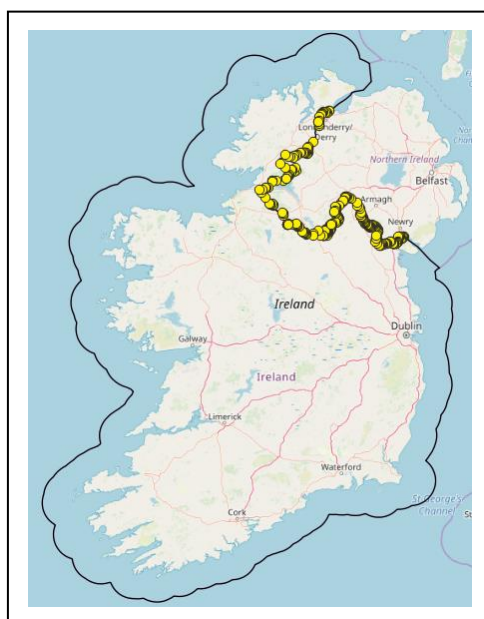 Londonderry/
Derry
Northern Ireland
Belfast
Armagh
Newry
Ireland
Dublin
Galway
Ireland
Limerick
Waterford
St George's
Channel
Cork